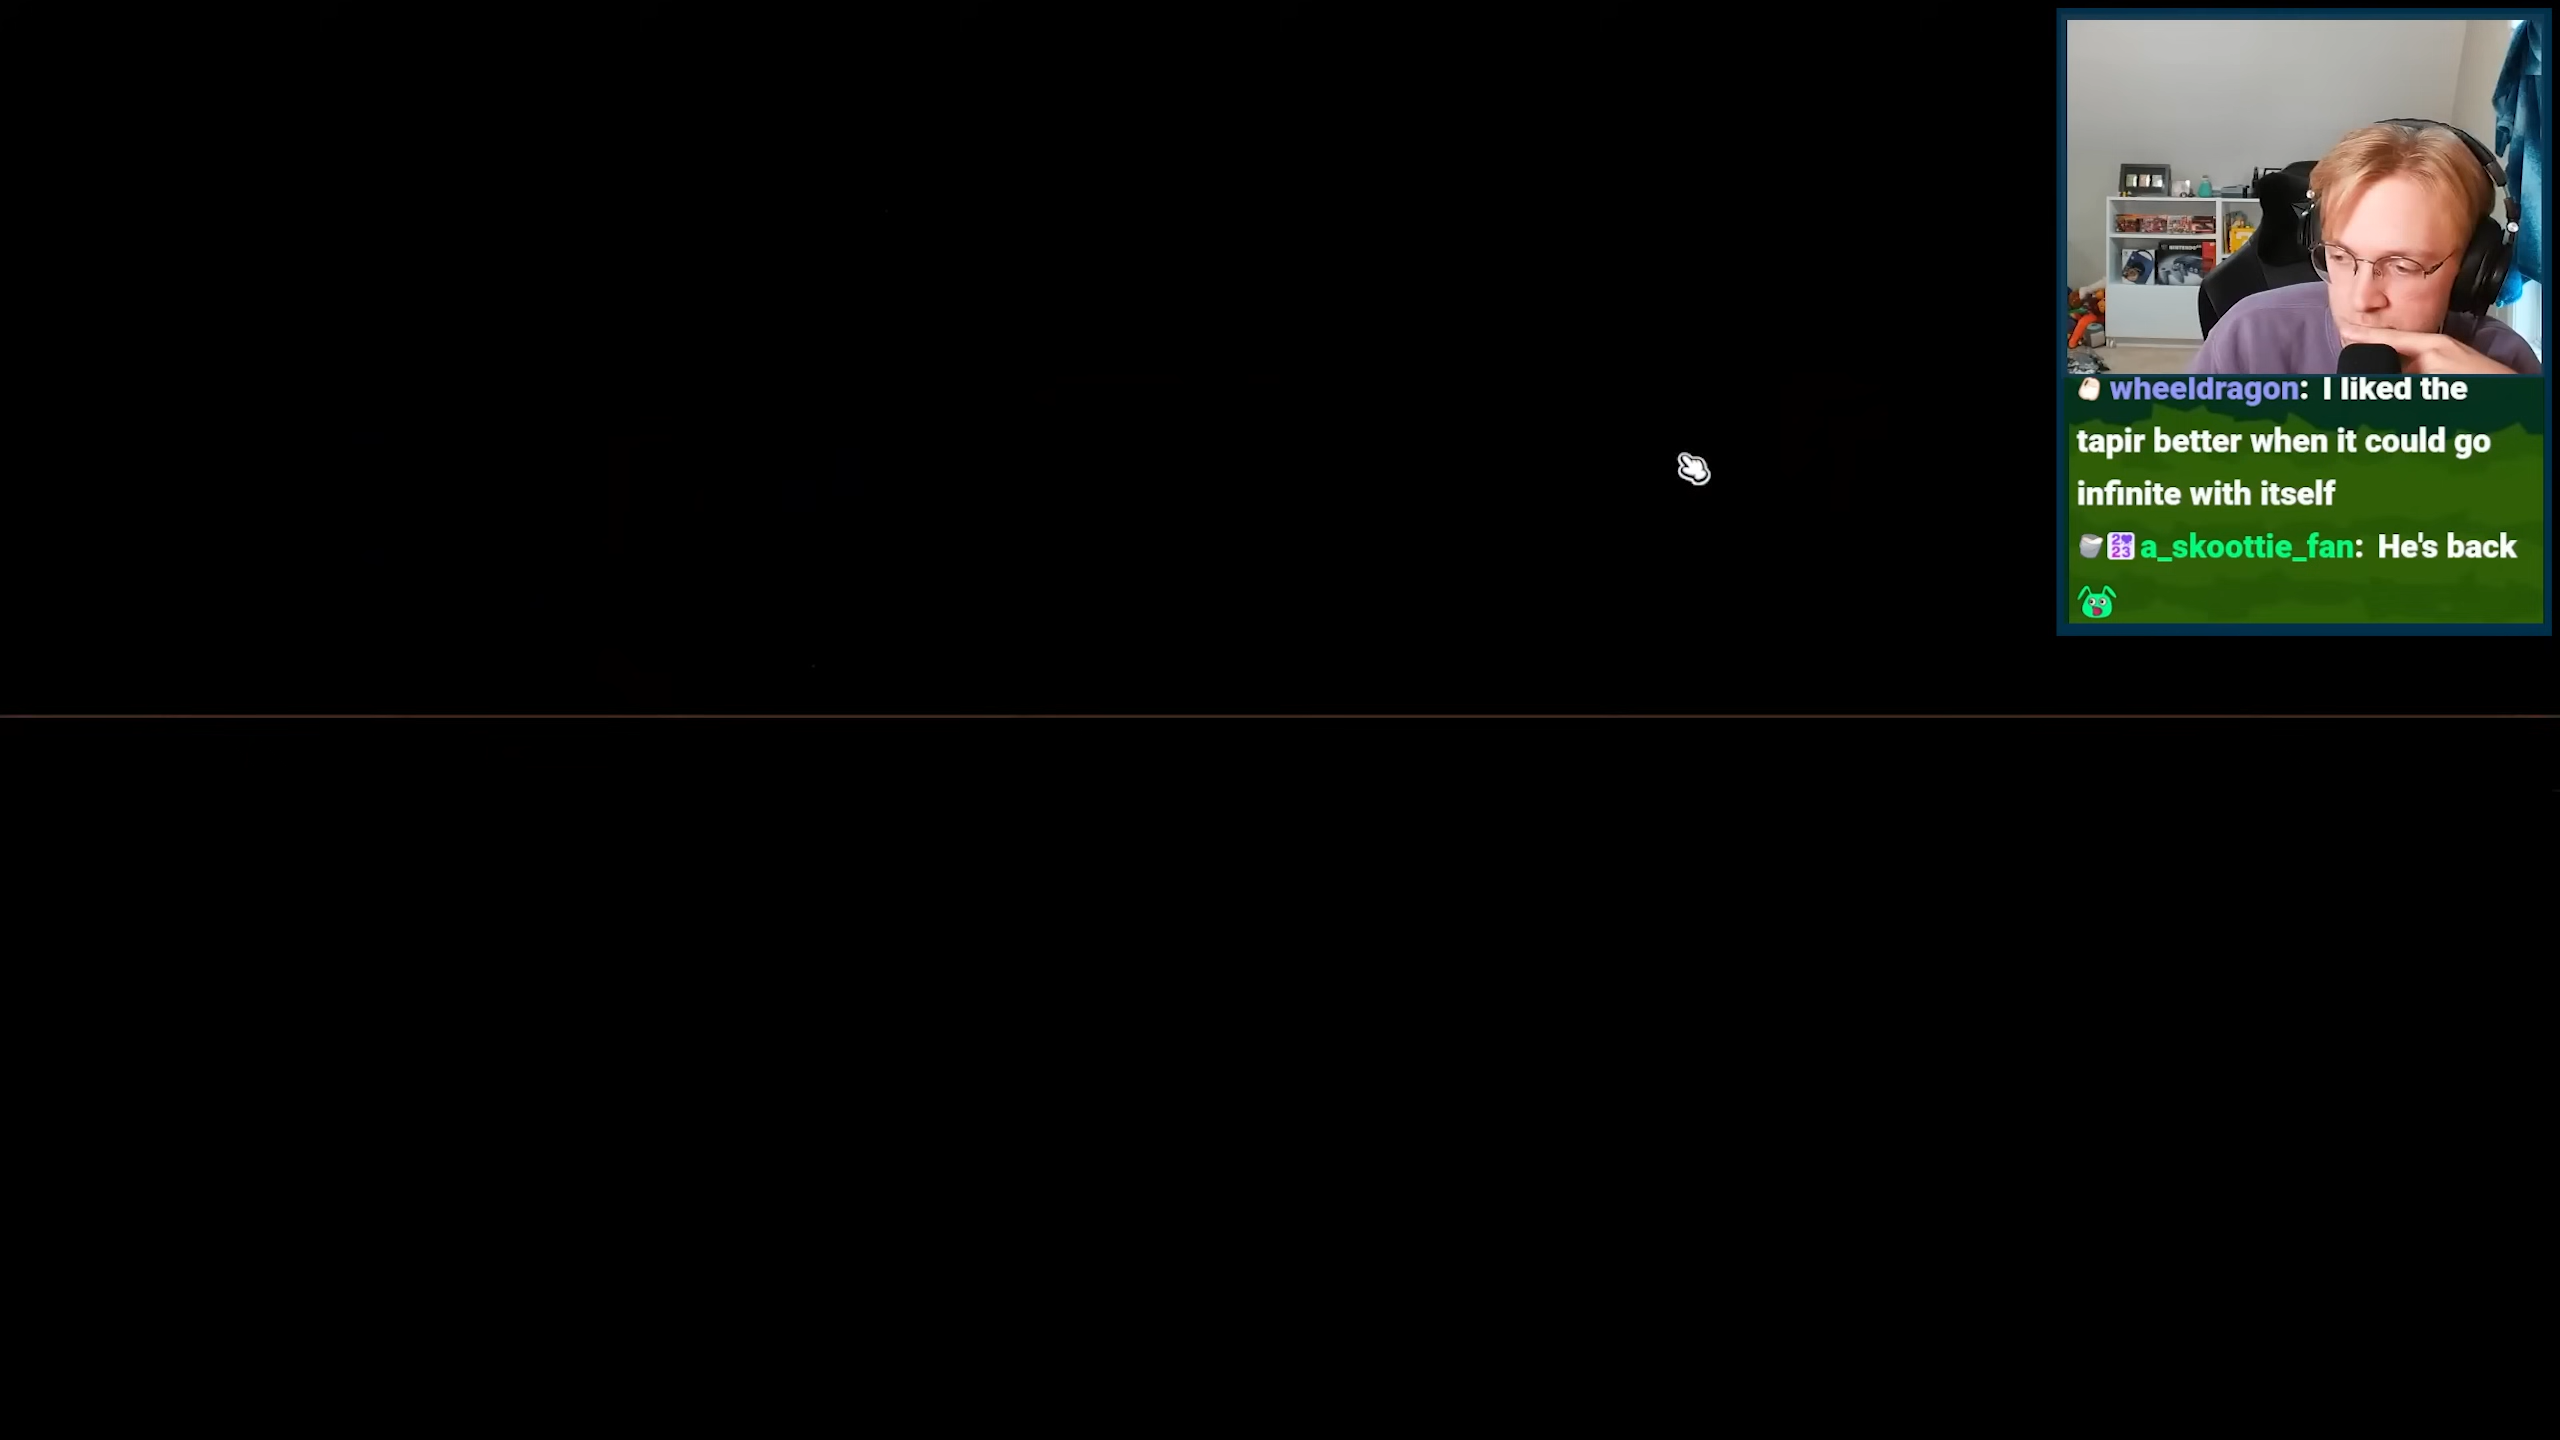 wheeldragon: I liked the
tapir better when it could go
infinite with itself
a_skoottie_fan: He's back